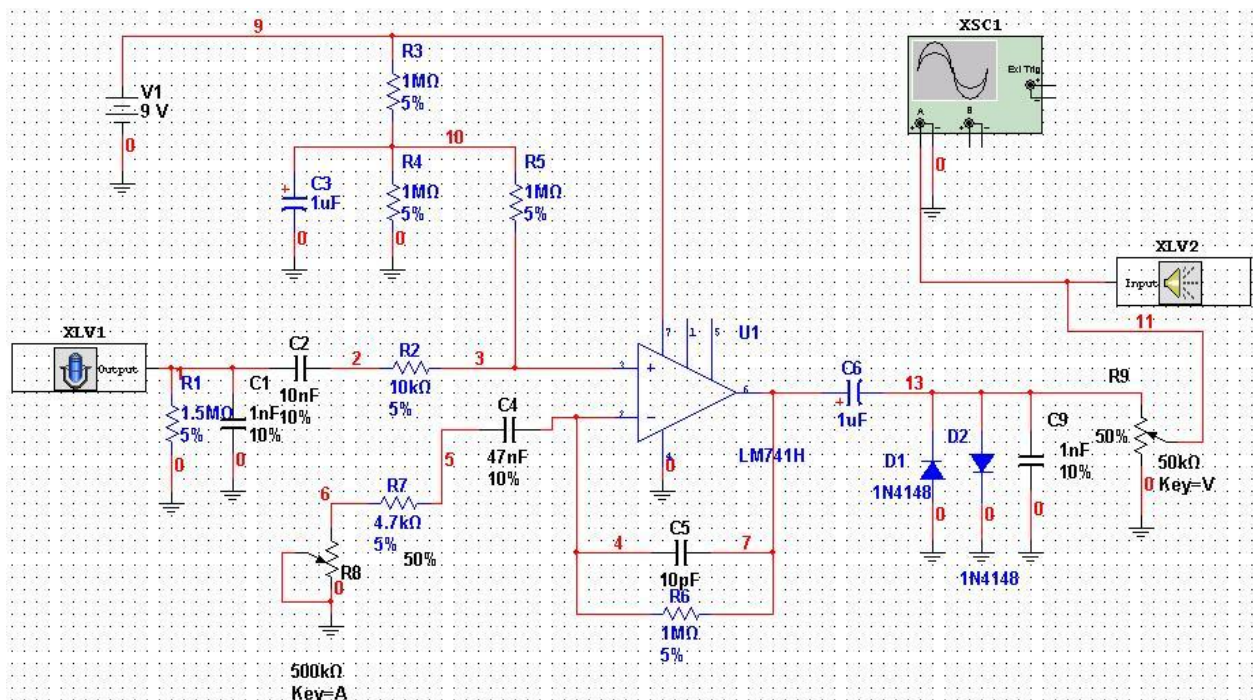 XSC1
Ext Trig
+
-
A
B
+ -
+ -
0
9
V1
9 V
0
R3
1MΩ
5%
10
C3
+
1uF
0
R4
1MΩ
5%
0
R5
1MΩ
5%
XLV2
Input
11
XLV1
Output
1
R1
1.5MΩ
5%
0
C1
1nF
10%
0
C2
10nF
10%
2
R2
10kΩ
5%
3
C4
47nF
10%
5
6
R7
4.7kΩ
5%
50%
R8
0
500kΩ
Key=A
U1
7
1
5
3
+
2
-
6
4
0
LM741H
4
C5
10pF
7
R6
1MΩ
5%
C6
+
1uF
13
D1
1N4148
0
D2
1N4148
0
C9
1nF
10%
0
R9
50%
50kΩ
Key=V
0